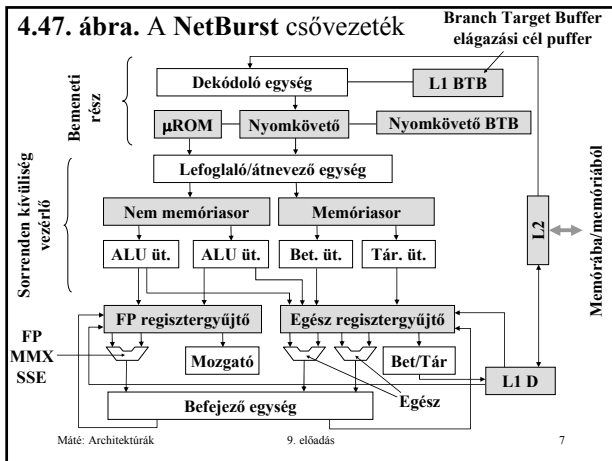 4.47. ábra. A NetBurst csővezeték
Branch Target Buffer
elágazási cél puffer
Bemeneti
rész
Dekódoló egység
L1 BTB
μROM
Nyomkövető
Nyomkövető BTB
Lefoglaló/átnevező egység
Sorrenden kívüliség
vezérlő
Nem memóriasor
Memóriasor
ALU üt.
ALU üt.
Bet. üt.
Tár. üt.
L2
Memórába/memóriából
FP regisztergyűjtő
Egész regisztergyűjtő
FP
MMX
SSE
Mozgató
Bet/Tár
L1 D
Egész
Befejező egység
Máté: Architektúrák
9. előadás
7